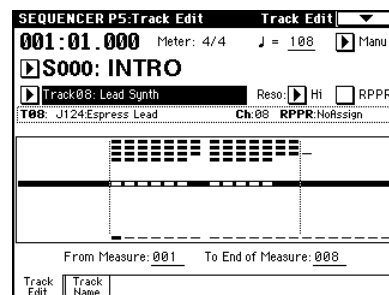 SEQUENCER P5:Track Edit Track Edit
001:01.000 Meter: 4/4 ♩ = 108 Manu
S000: INTRO
Track08: Lead Synth Reso: Hi RPPR
T08: J124:Espress Lead Ch:08 RPPR:NoAssign
From Measure: 001 To End of Measure: 008
Track Edit Track Name